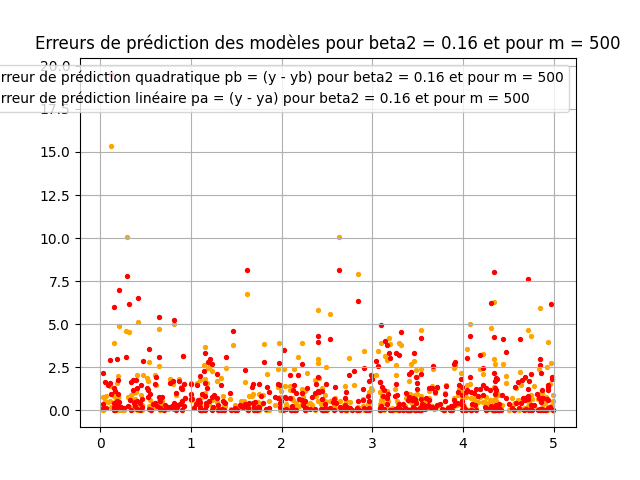 Erreurs de prédiction des modèles pour beta2 = 0.16 et pour m = 500
rreur de prédiction quadratique pb = (y - yb) pour beta2 = 0.16 et pour m = 500
rreur de prédiction linéaire pa = (y - ya) pour beta2 = 0.16 et pour m = 500
20.0
17.5
15.0
12.5
10.0
7.5
5.0
2.5
0.0
0 1 2 3 4 5